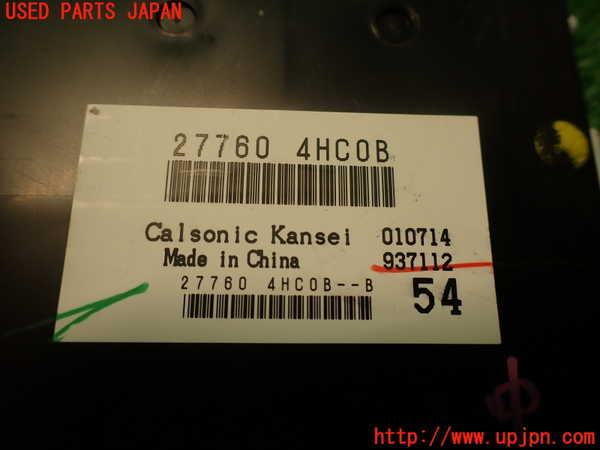 USED PARTS JAPAN
27760 4HC0B
Calsonic Kansei 010714
Made in China 937112
27760 4HC0B--B 54
http://www.upjpn.com/